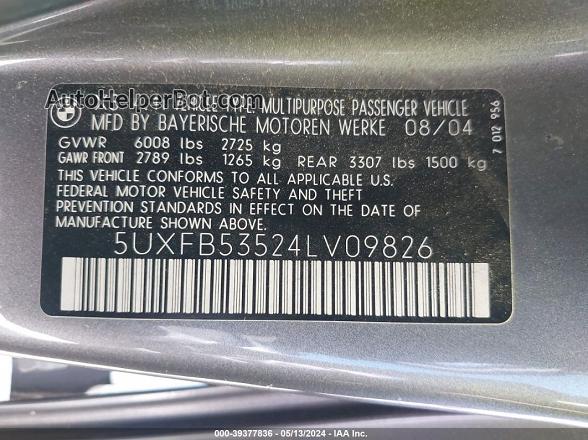 AutoHelperBot.com
VEHICLE TYPE: MULTIPURPOSE PASSENGER VEHICLE
MFD BY BAYERISCHE MOTOREN WERKE 08/04
GVWR 6008 lbs 2725 kg
GAWR FRONT 2789 lbs 1265 kg REAR 3307 lbs 1500 kg
THIS VEHICLE CONFORMS TO ALL APPLICABLE U.S.
FEDERAL MOTOR VEHICLE SAFETY AND THEFT
PREVENTION STANDARDS IN EFFECT ON THE DATE OF
MANUFACTURE SHOWN ABOVE.
5UXFB53524LV09826
7 012 956
000-39377836 - 05/13/2024 - IAA Inc.